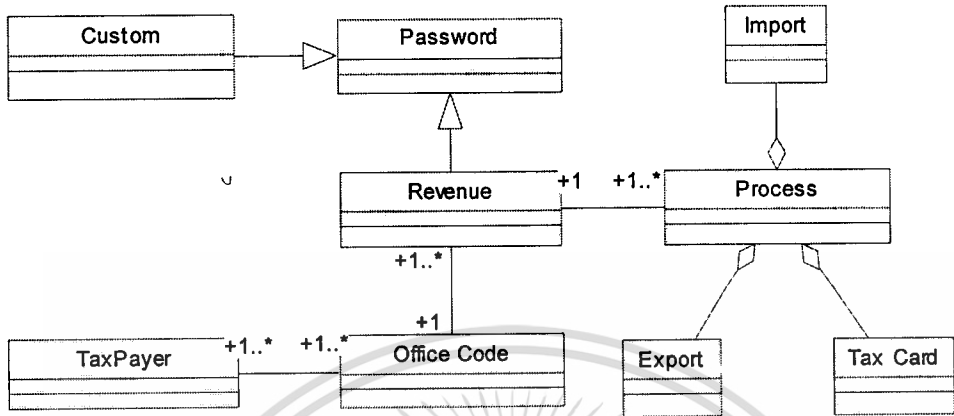 Custom
Password
Import
Revenue
+1
+1..*
Process
+1..*
+1
TaxPayer
+1..*
+1..*
Office Code
Export
Tax Card